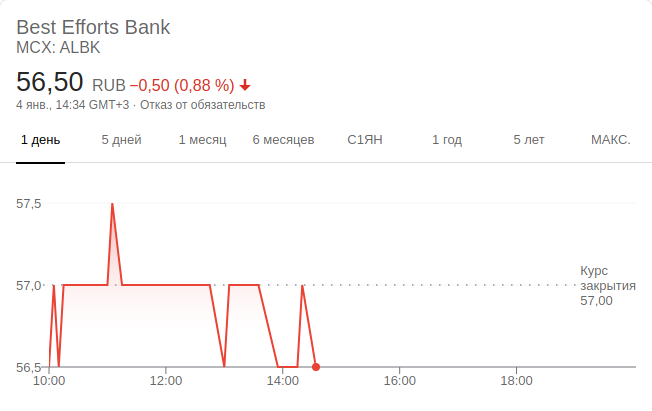 Best Efforts Bank
MCX: ALBK
56,50 RUB −0,50 (0,88 %)
4 янв., 14:34 GMT+3 · Отказ от обязательств
1 день 5 дней 1 месяц 6 месяцев С1ЯН 1 год 5 лет МАКС.
57,5
57,0
56,5
Курс
закрытия
57,00
10:00 12:00 14:00 16:00 18:00